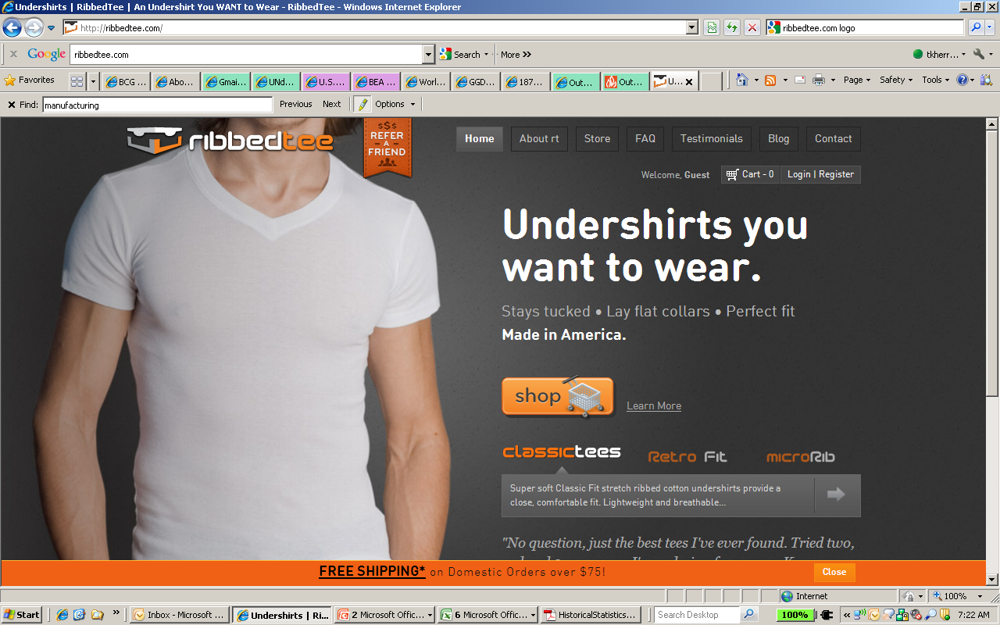 Undershirts | RibbedTee | An Undershirt You WANT to Wear - RibbedTee - Windows Internet Explorer
http://ribbedtee.com/
ribbedtee.com logo
Google
ribbedtee.com
Search
More >>
tkherr...
Favorites
BCG ...
Abo...
Gmai...
UNd...
U.S....
BEA ...
Worl...
GGD...
187...
Out...
Out...
U...
Page
Safety
Tools
Find:
manufacturing
Previous
Next
Options
ribbedtee
$$$
REFER
A
FRIEND
Home
About rt
Store
FAQ
Testimonials
Blog
Contact
Welcome, Guest
Cart - 0
Login | Register
Undershirts you
want to wear.
Stays tucked • Lay flat collars • Perfect fit
Made in America.
shop
Learn More
classictees
Retro Fit
microRib
Super soft Classic Fit stretch ribbed cotton undershirts provide a
close, comfortable fit. Lightweight and breathable...
"No question, just the best tees I've ever found. Tried two,
FREE SHIPPING* on Domestic Orders over $75!
Close
Internet
100%
Start
Inbox - Microsoft ...
Undershirts | Ri...
2 Microsoft Offic...
6 Microsoft Offic...
HistoricalStatistics...
Search Desktop
100%
7:22 AM